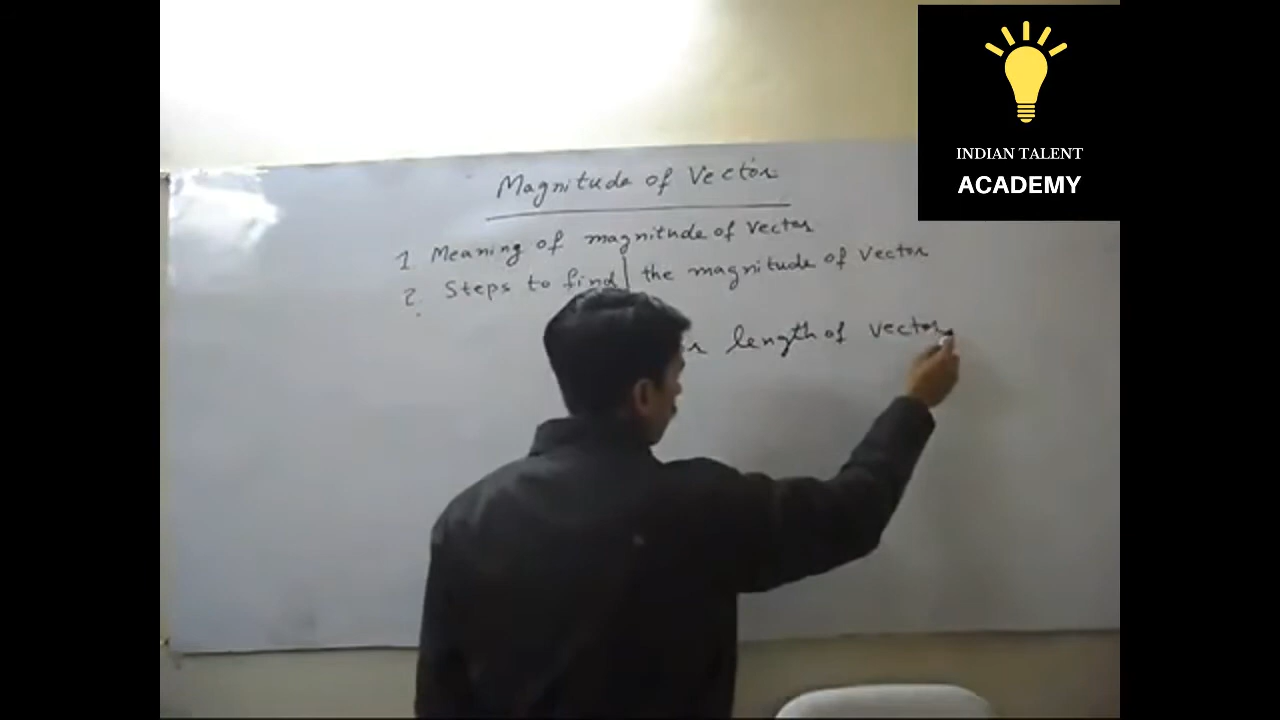 INDIAN TALENT
ACADEMY
Magnitude of Vector
1 Meaning of magnitude of vector
2. Steps to find the magnitude of vector
length of vector